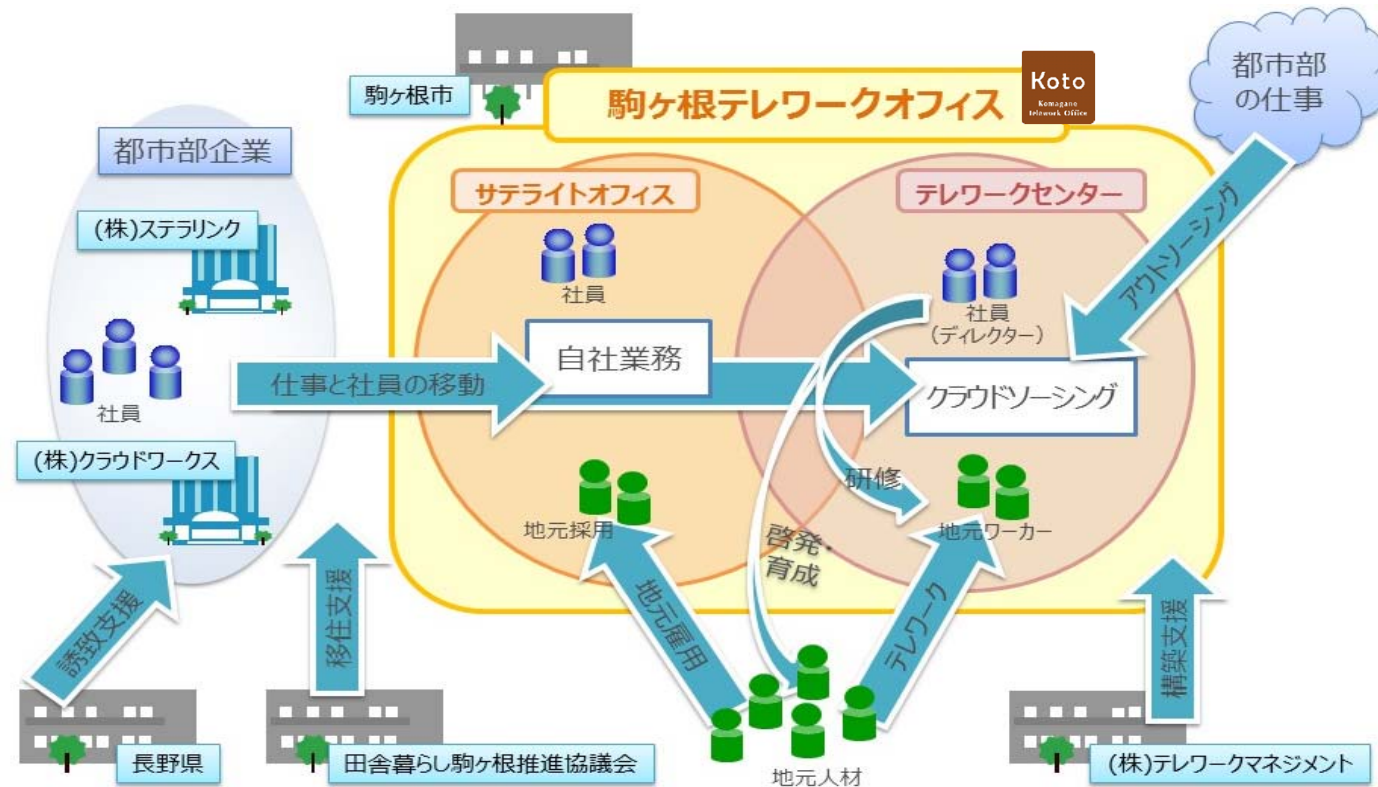 駒ヶ根市
駒ヶ根テレワークオフィス
Koto
Komagane
telework Office
都市部
の仕事
都市部企業
サテライトオフィス
テレワークセンター
(株)ステラリンク
社員
社員
社員
(ディレクター)
アウトソーシング
仕事と社員の移動
自社業務
クラウドソーシング
(株)クラウドワークス
研修
地元採用
地元ワーカー
啓発・
育成
誘致支援
移住支援
地元雇用
テレワーク
構築支援
長野県
田舎暮らし駒ヶ根推進協議会
地元人材
(株)テレワークマネジメント